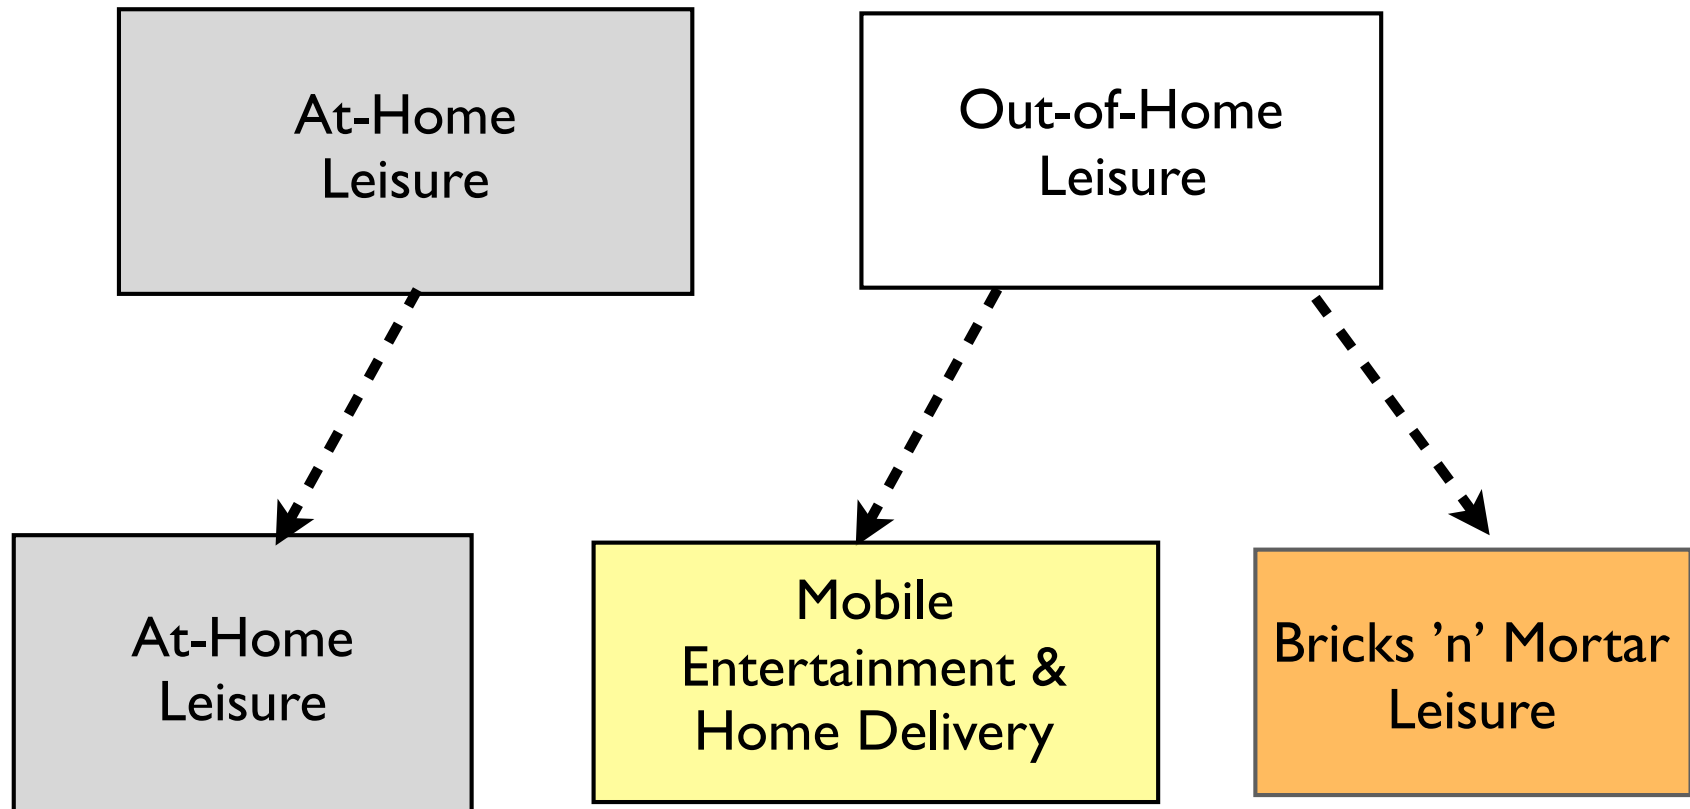 At-Home
Leisure
Out-of-Home
Leisure
At-Home
Leisure
Mobile
Entertainment &
Home Delivery
Bricks ’n’ Mortar
Leisure